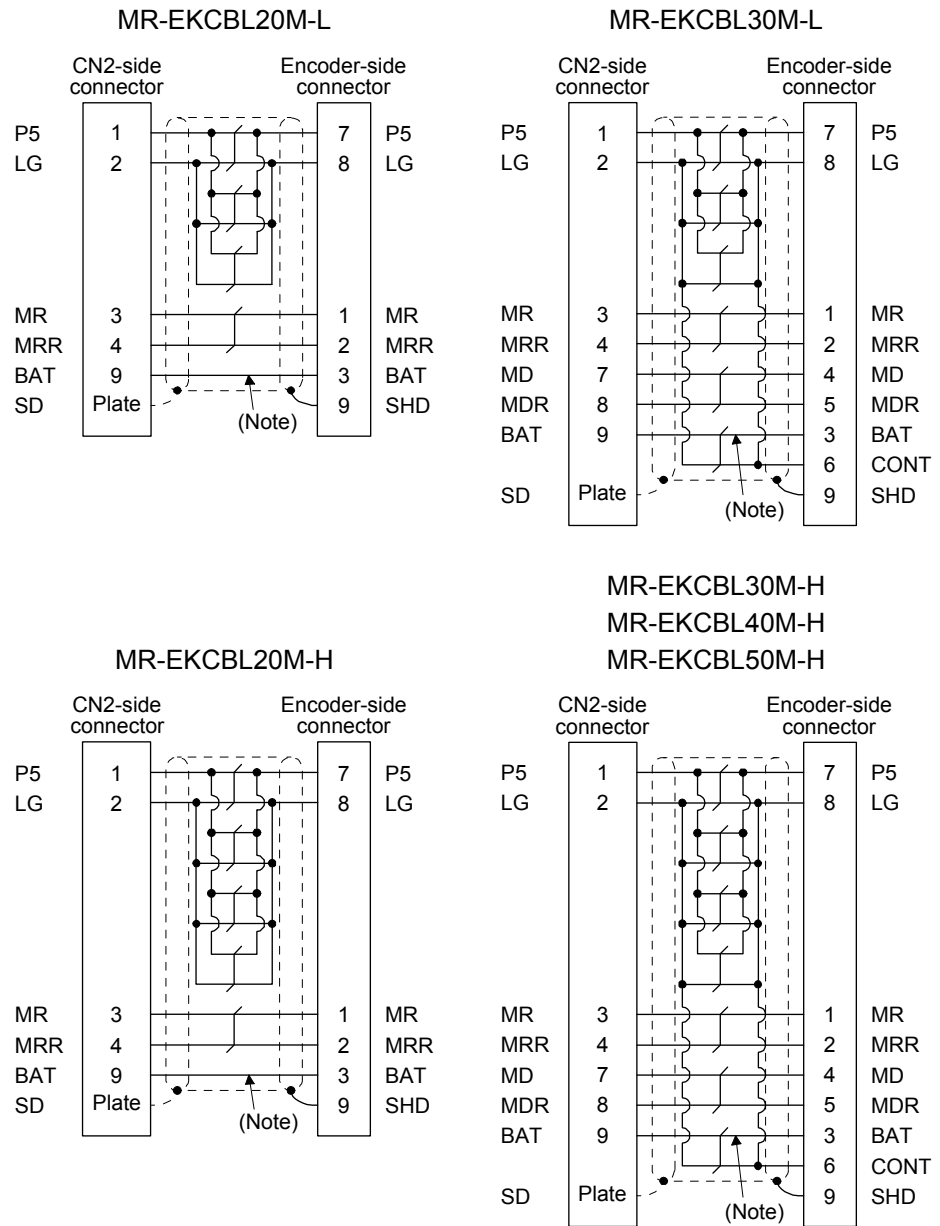 MR-EKCBL20M-L
CN2-side connector
Encoder-side connector
P5 1 7 P5
LG 2 8 LG
MR 3 1 MR
MRR 4 2 MRR
BAT 9 3 BAT
SD Plate 9 SHD
(Note)
MR-EKCBL30M-L
CN2-side connector
Encoder-side connector
P5 1 7 P5
LG 2 8 LG
MR 3 1 MR
MRR 4 2 MRR
MD 7 4 MD
MDR 8 5 MDR
BAT 9 3 BAT
6 CONT
SD Plate 9 SHD
(Note)
MR-EKCBL20M-H
CN2-side connector
Encoder-side connector
P5 1 7 P5
LG 2 8 LG
MR 3 1 MR
MRR 4 2 MRR
BAT 9 3 BAT
SD Plate 9 SHD
(Note)
MR-EKCBL30M-H
MR-EKCBL40M-H
MR-EKCBL50M-H
CN2-side connector
Encoder-side connector
P5 1 7 P5
LG 2 8 LG
MR 3 1 MR
MRR 4 2 MRR
MD 7 4 MD
MDR 8 5 MDR
BAT 9 3 BAT
6 CONT
SD Plate 9 SHD
(Note)